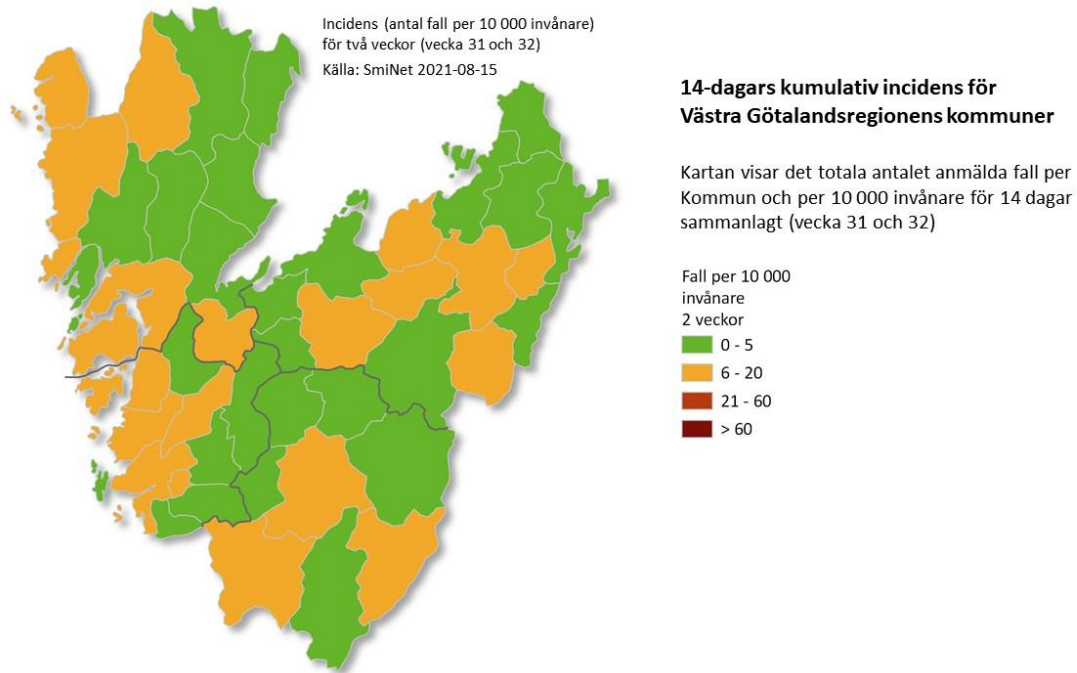 Incidens (antal fall per 10 000 invånare)
för två veckor (vecka 31 och 32)
Källa: SmiNet 2021-08-15
14-dagars kumulativ incidens för
Västra Götalandsregionens kommuner
Kartan visar det totala antalet anmälda fall per
Kommun och per 10 000 invånare för 14 dagar
sammanlagt (vecka 31 och 32)
Fall per 10 000
invånare
2 veckor
0 - 5
6 - 20
21 - 60
> 60